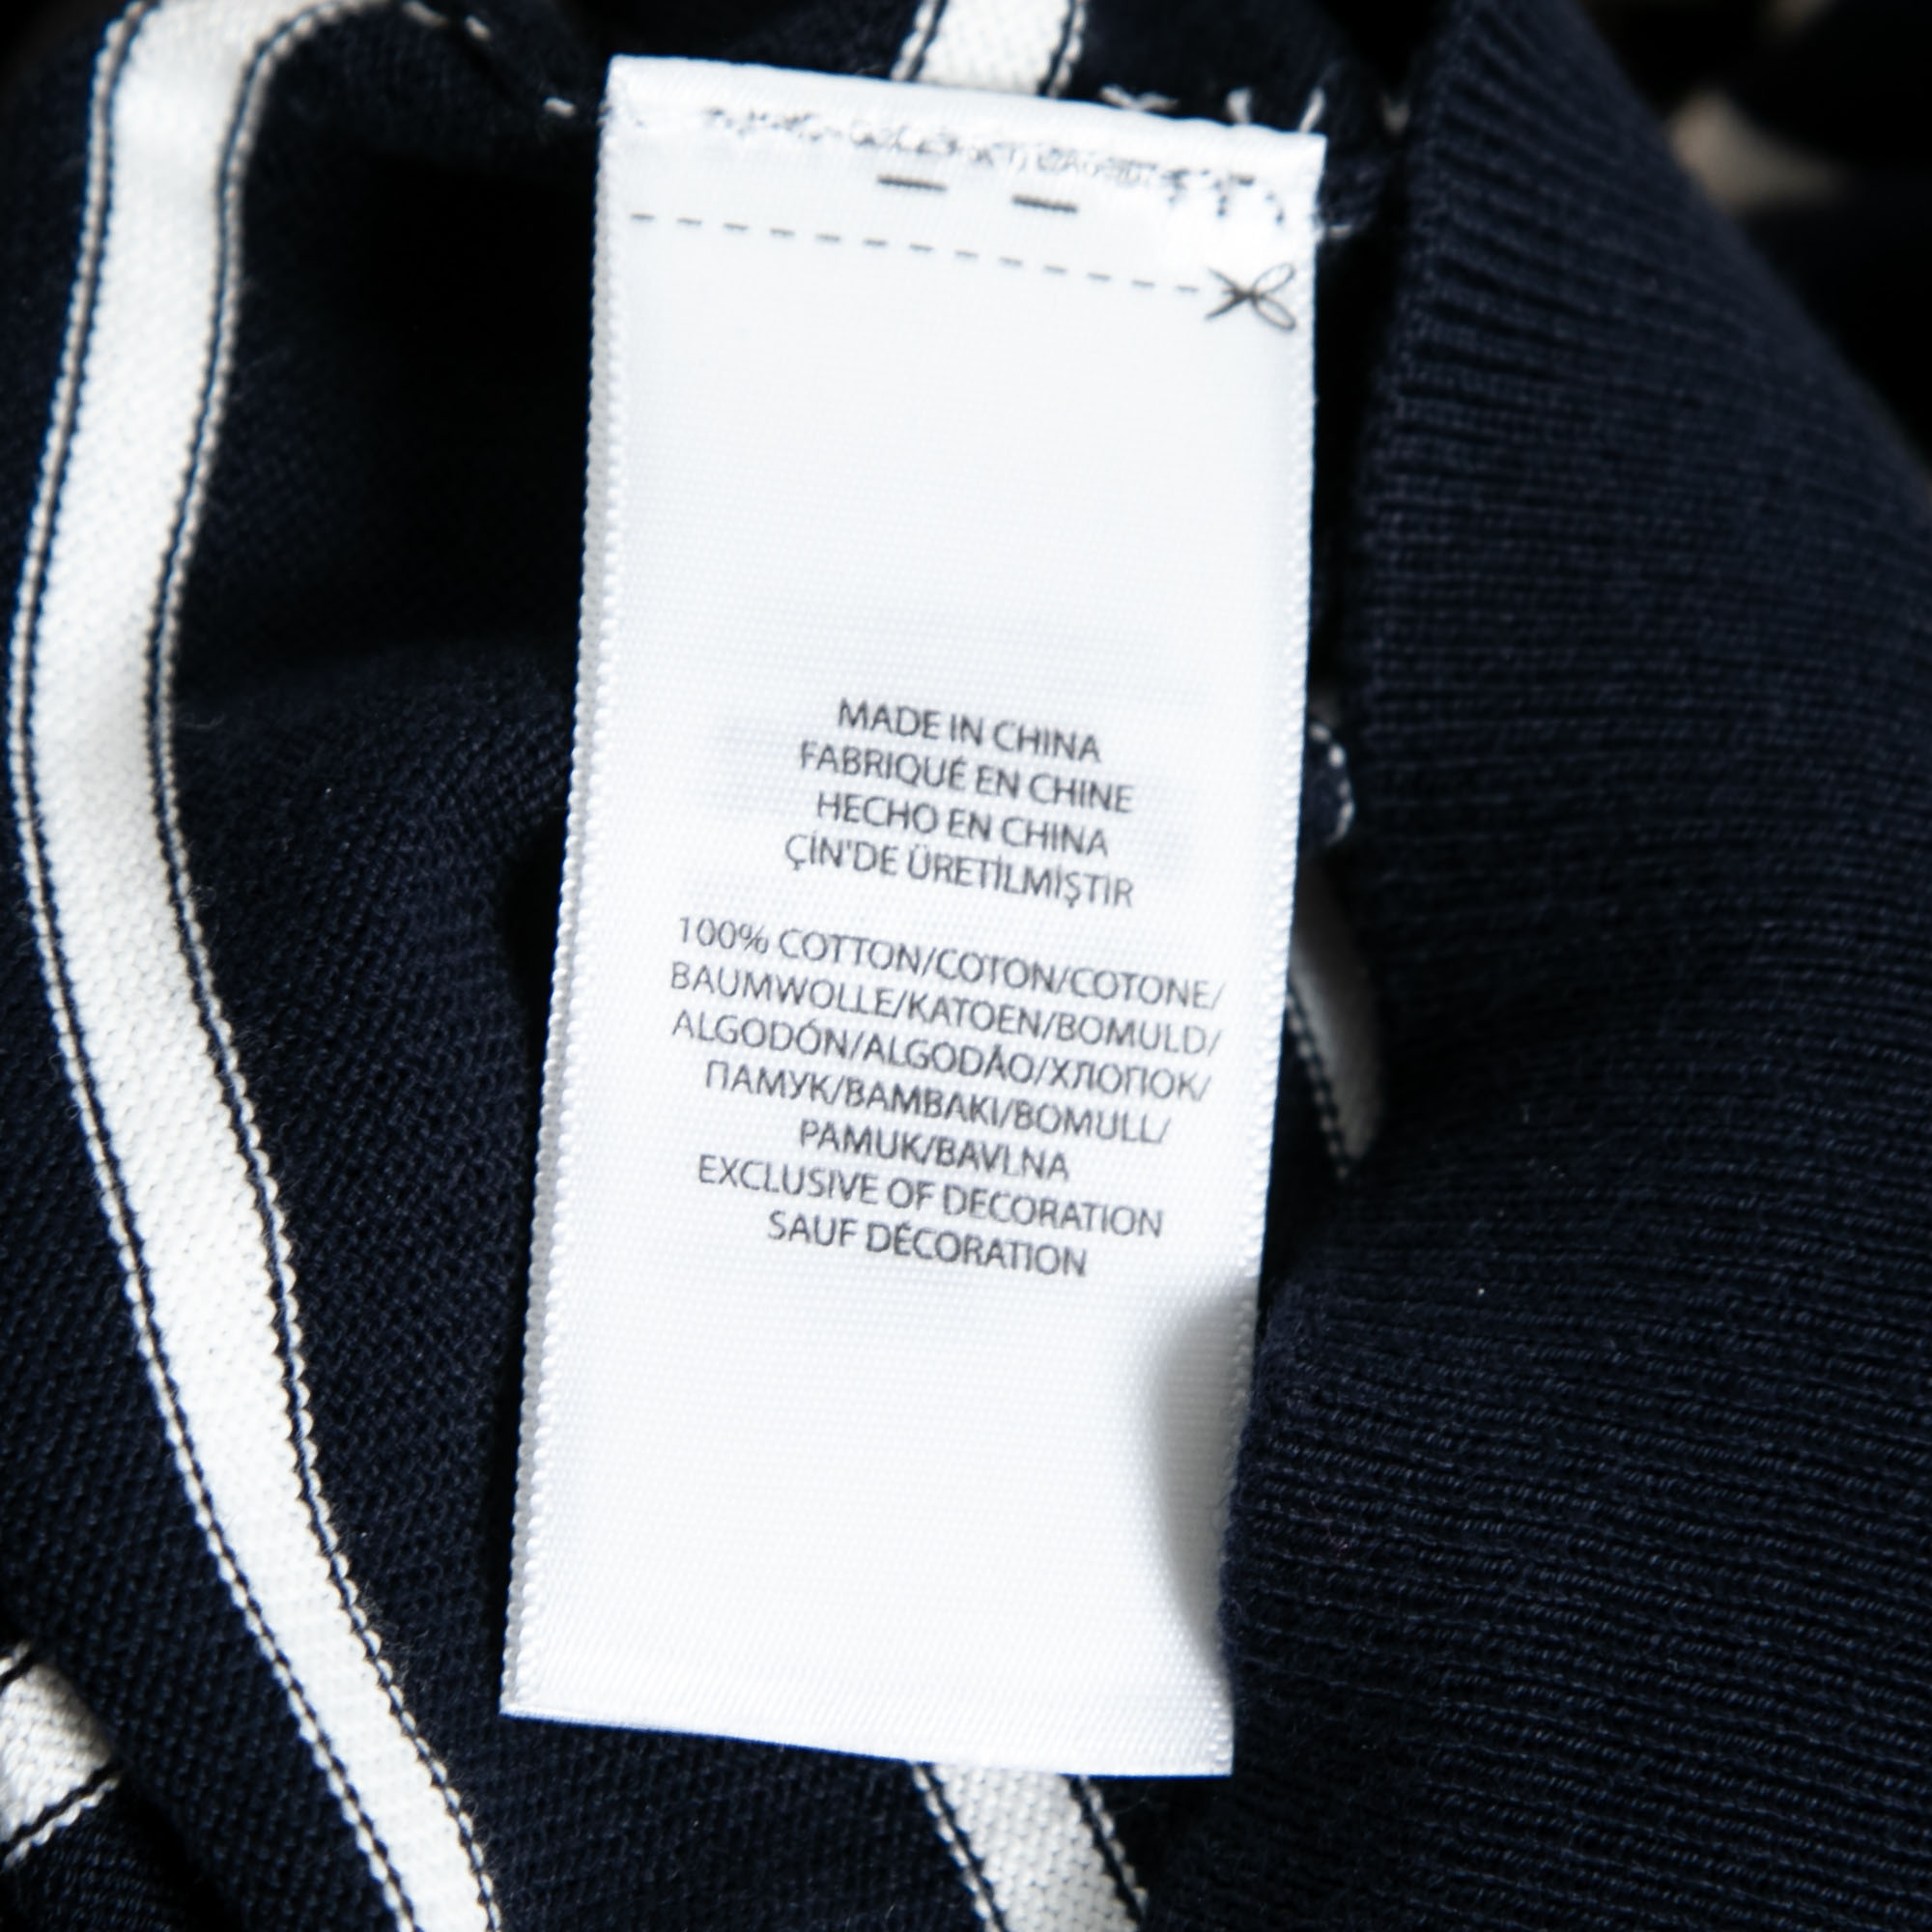 MADE IN CHINA
FABRIQUÉ EN CHINE
HECHO EN CHINA
ÇİN'DE ÜRETİLMİŞTİR
100% COTTON/COTON/COTONE/
BAUMWOLLE/KATOEN/BOMULD/
ALGODÓN/ALGODÃO/ХЛОПОК/
ПАМУК/BAMBAKI/BOMULL/
PAMUK/BAVLNA
EXCLUSIVE OF DECORATION
SAUF DÉCORATION